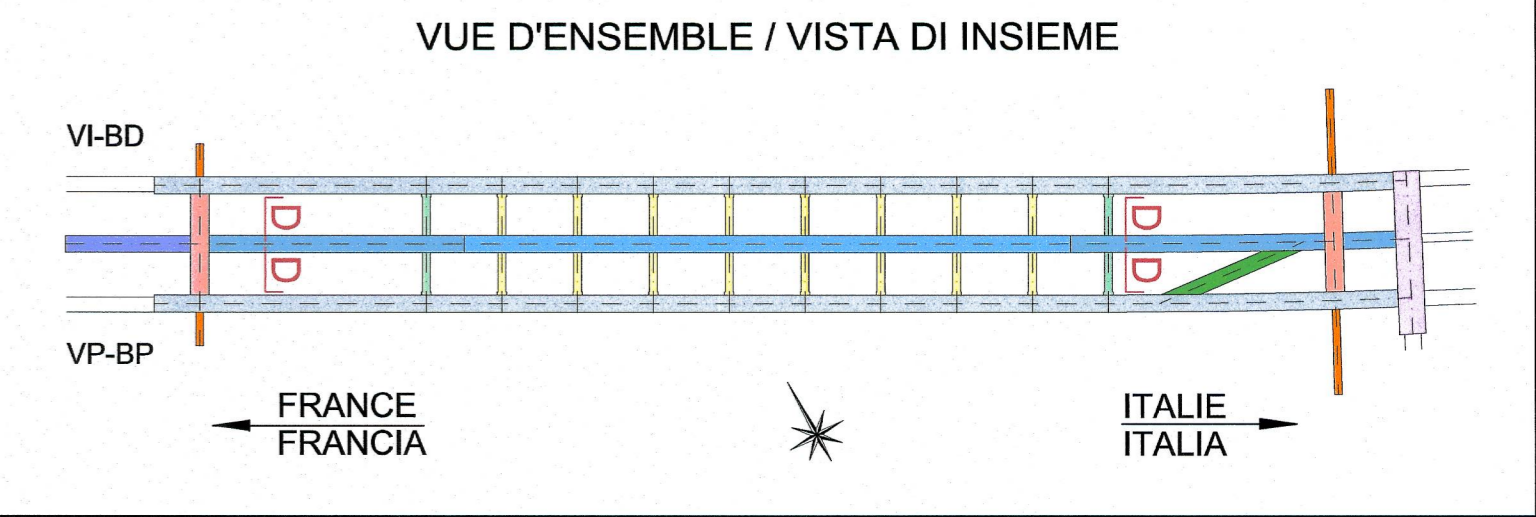 VUE D'ENSEMBLE / VISTA DI INSIEME
VI-BD
D D
D D
VP-BP
FRANCE
FRANCIA
ITALIE
ITALIA